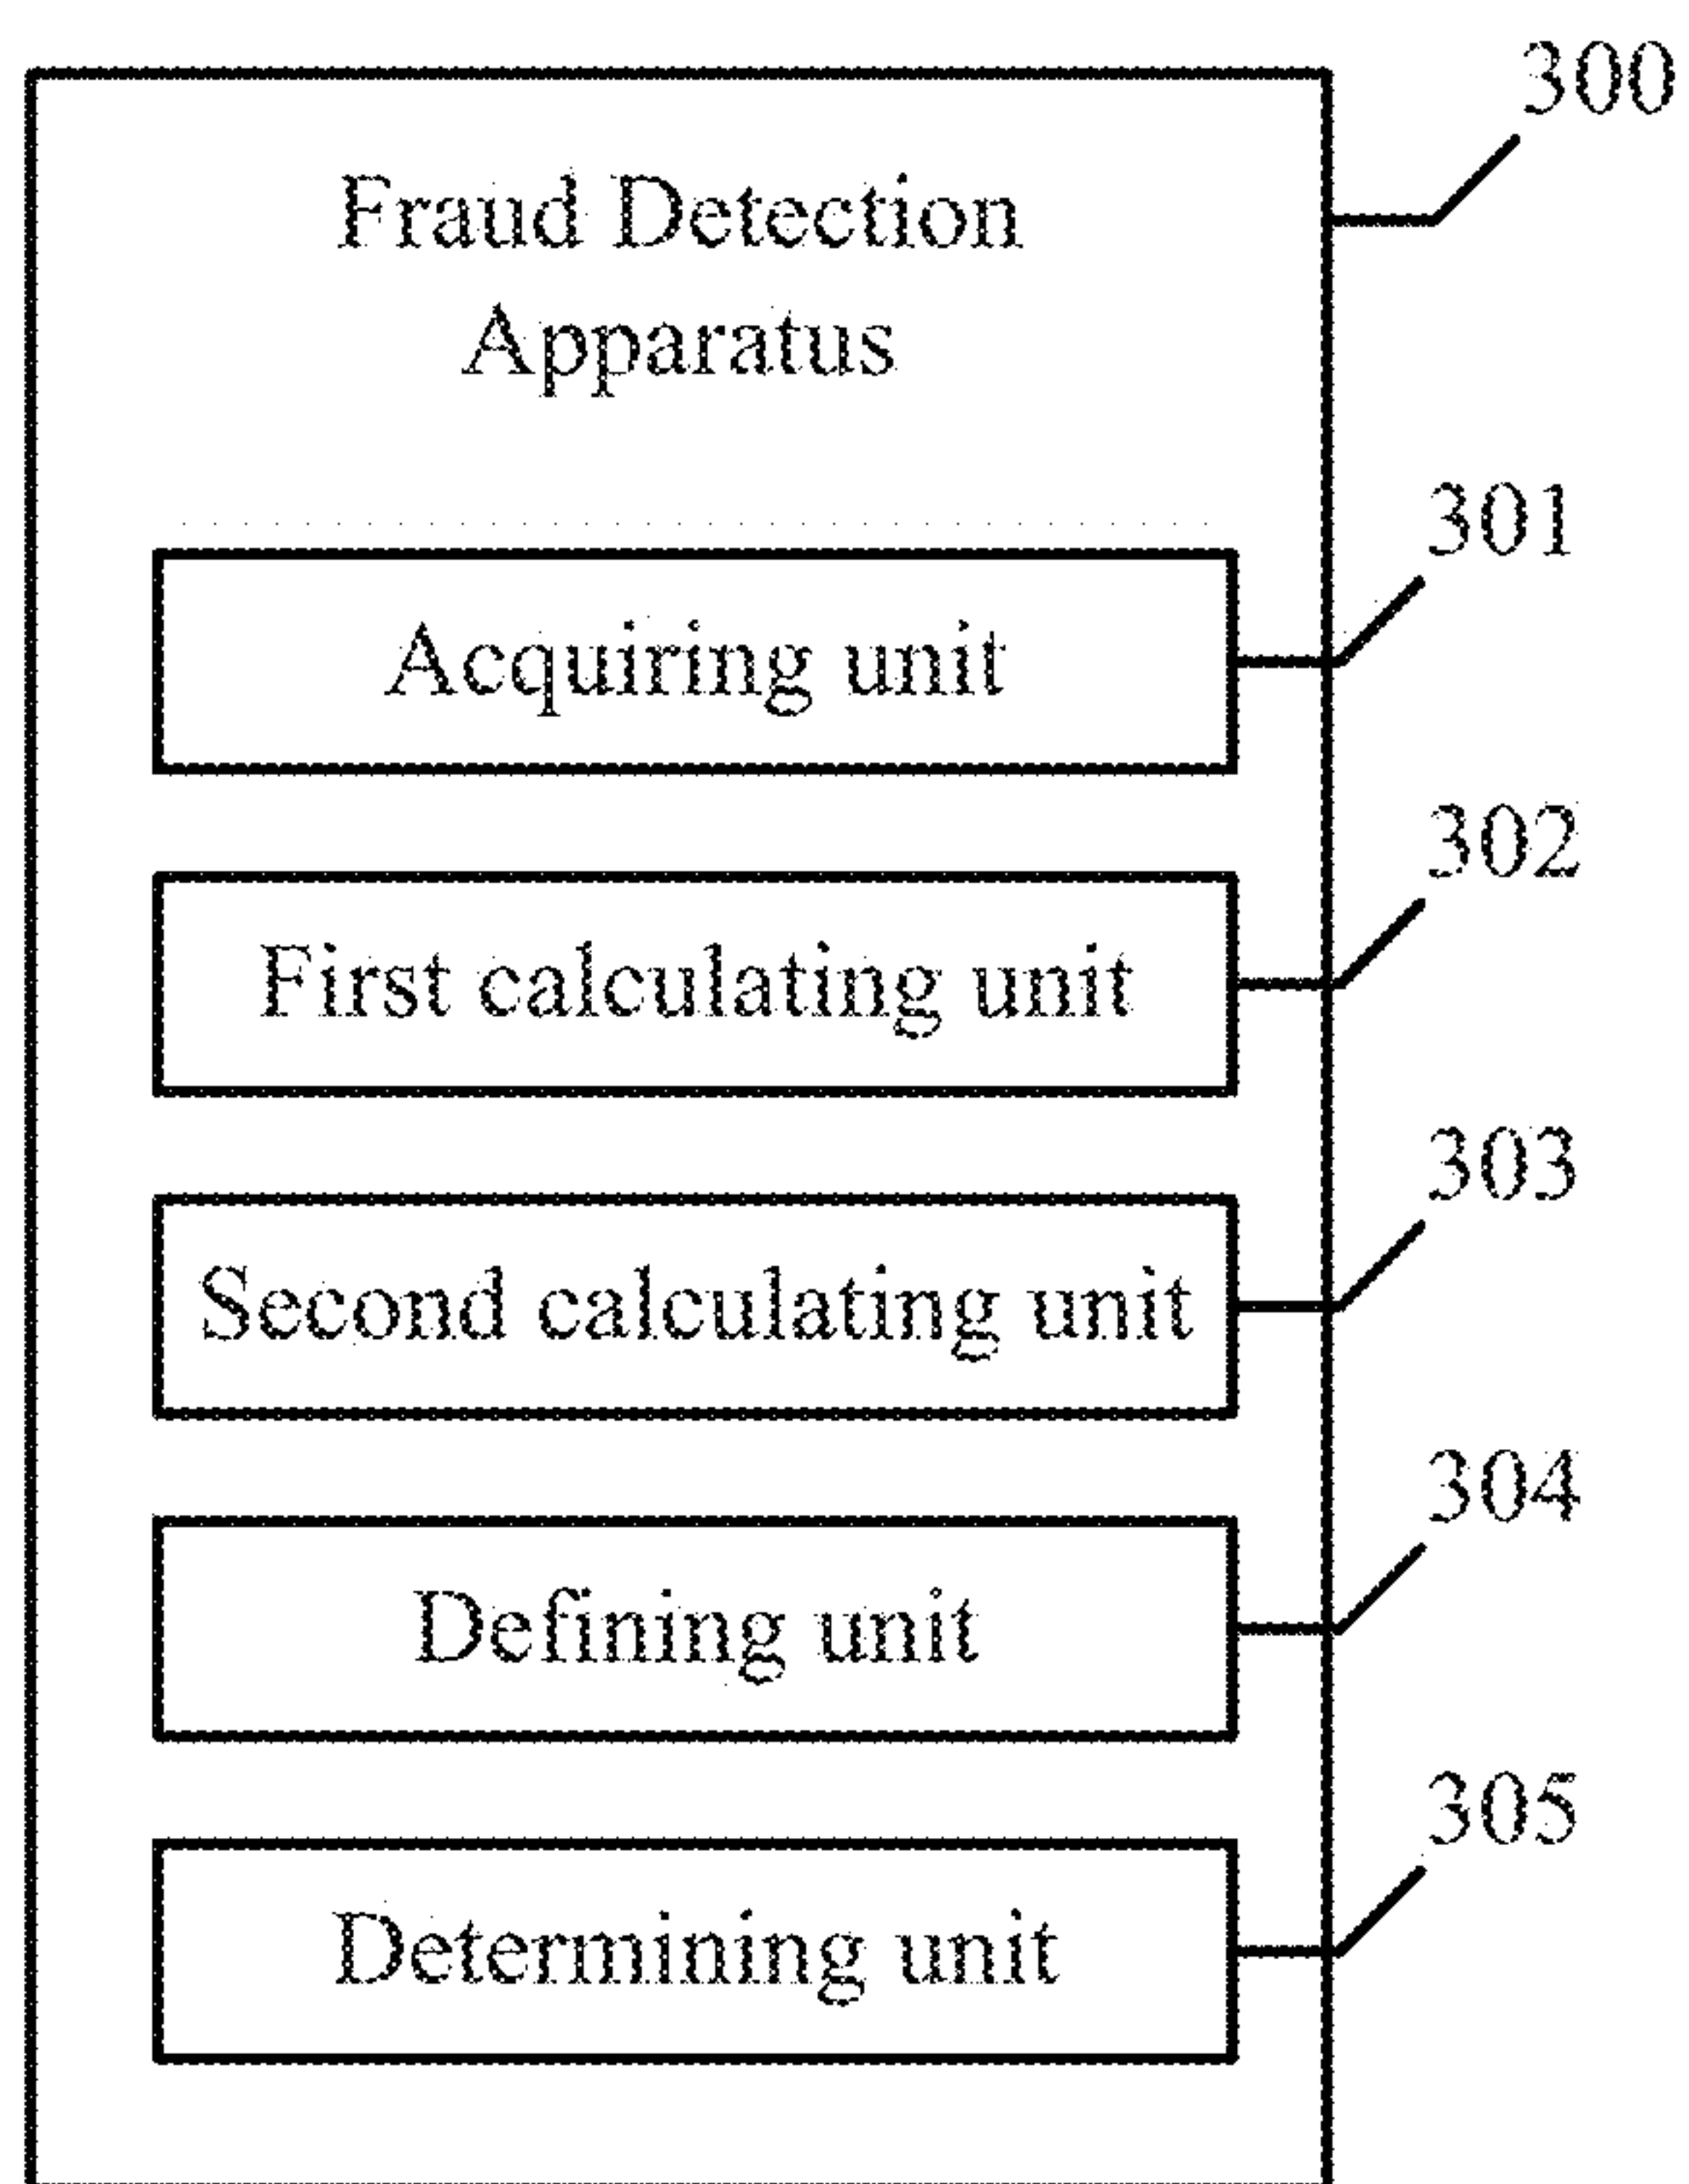 300
Fraud Detection
Apparatus
301
Acquiring unit
302
First calculating unit
303
Second calculating unit
304
Defining unit
305
Determining unit